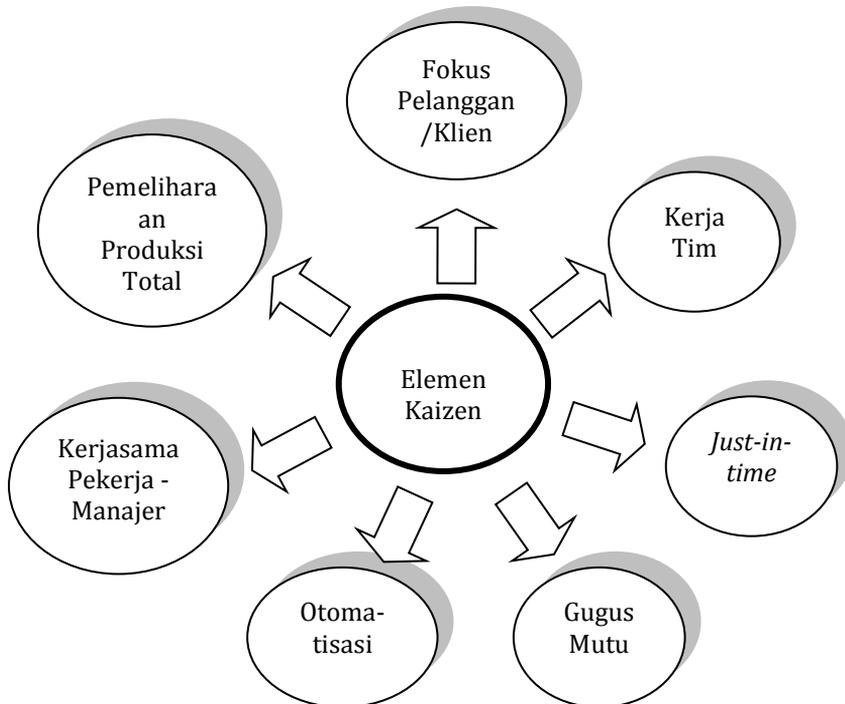 Fokus
Pelanggan
/Klien
Pemelihara
an
Produksi
Total
Kerja
Tim
Elemen
Kaizen
Kerjasama
Pekerja -
Manajer
Just-in-
time
Otoma-
tisasi
Gugus
Mutu